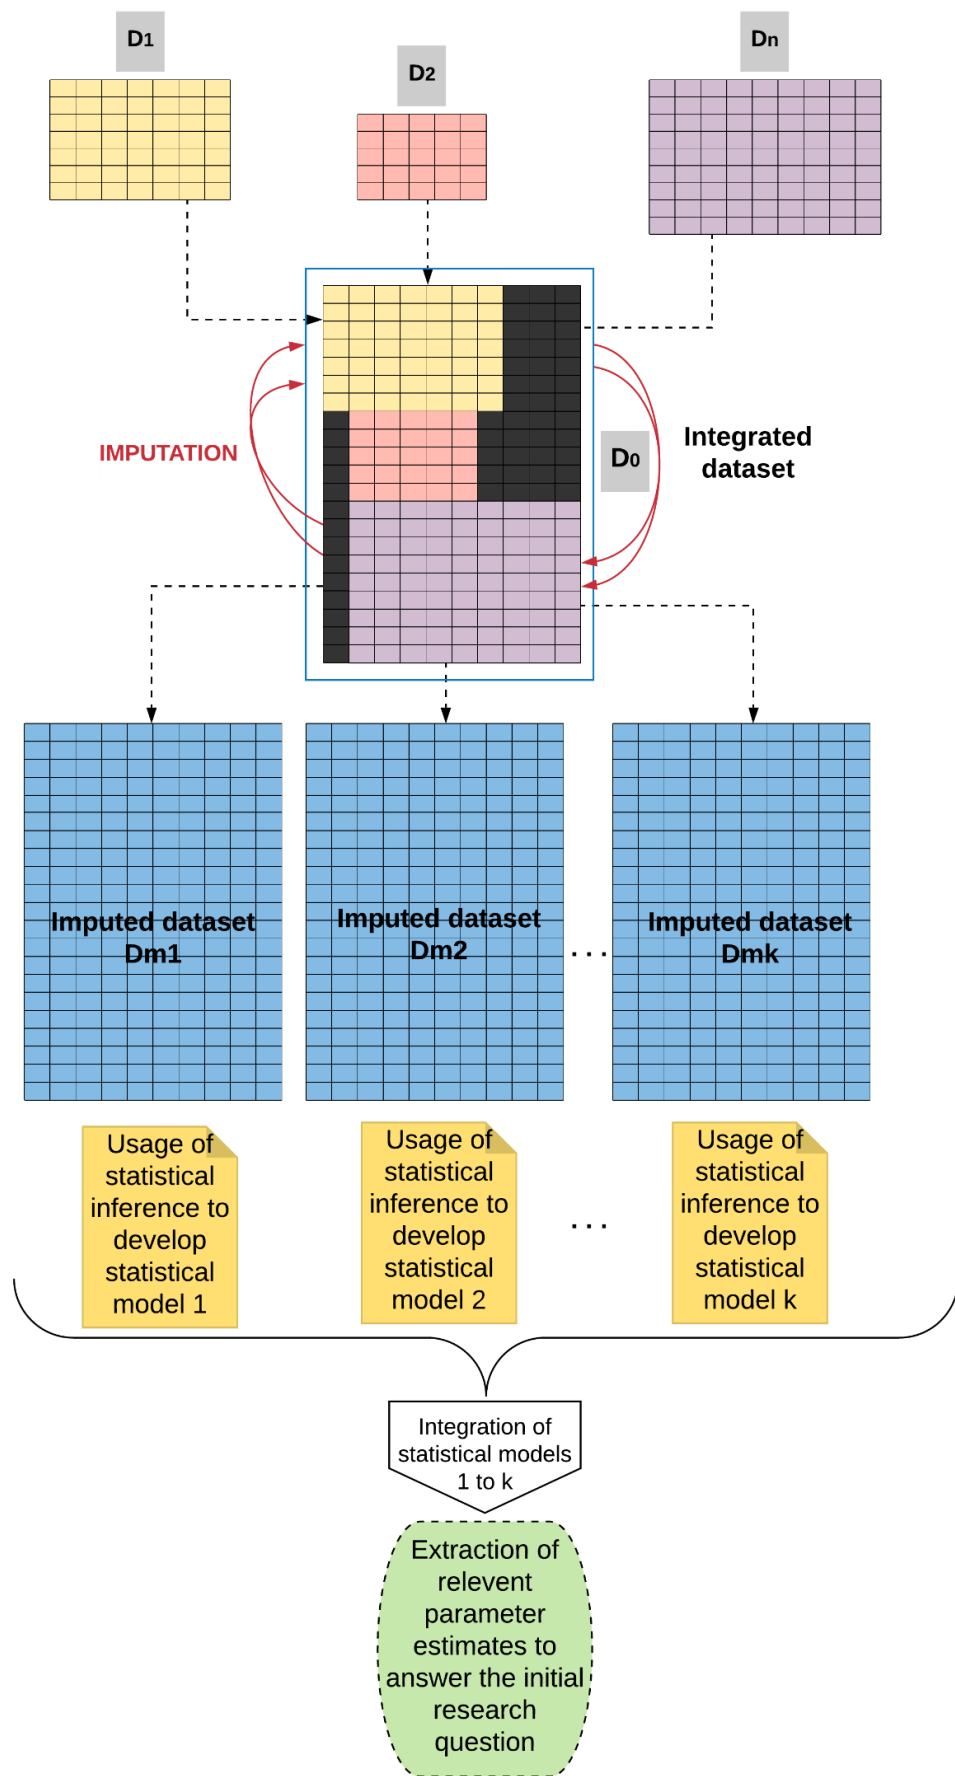 D1
D2
Dn
IMPUTATION
D0
Integrated
dataset
Imputed dataset
Dm1
Imputed dataset
Dm2
. . .
Imputed dataset
Dmk
Usage of
statistical
inference to
develop
statistical
model 1
Usage of
statistical
inference to
develop
statistical
model 2
. . .
Usage of
statistical
inference to
develop
statistical
model k
Integration of
statistical models
1 to k
Extraction of
relevent
parameter
estimates to
answer the initial
research
question